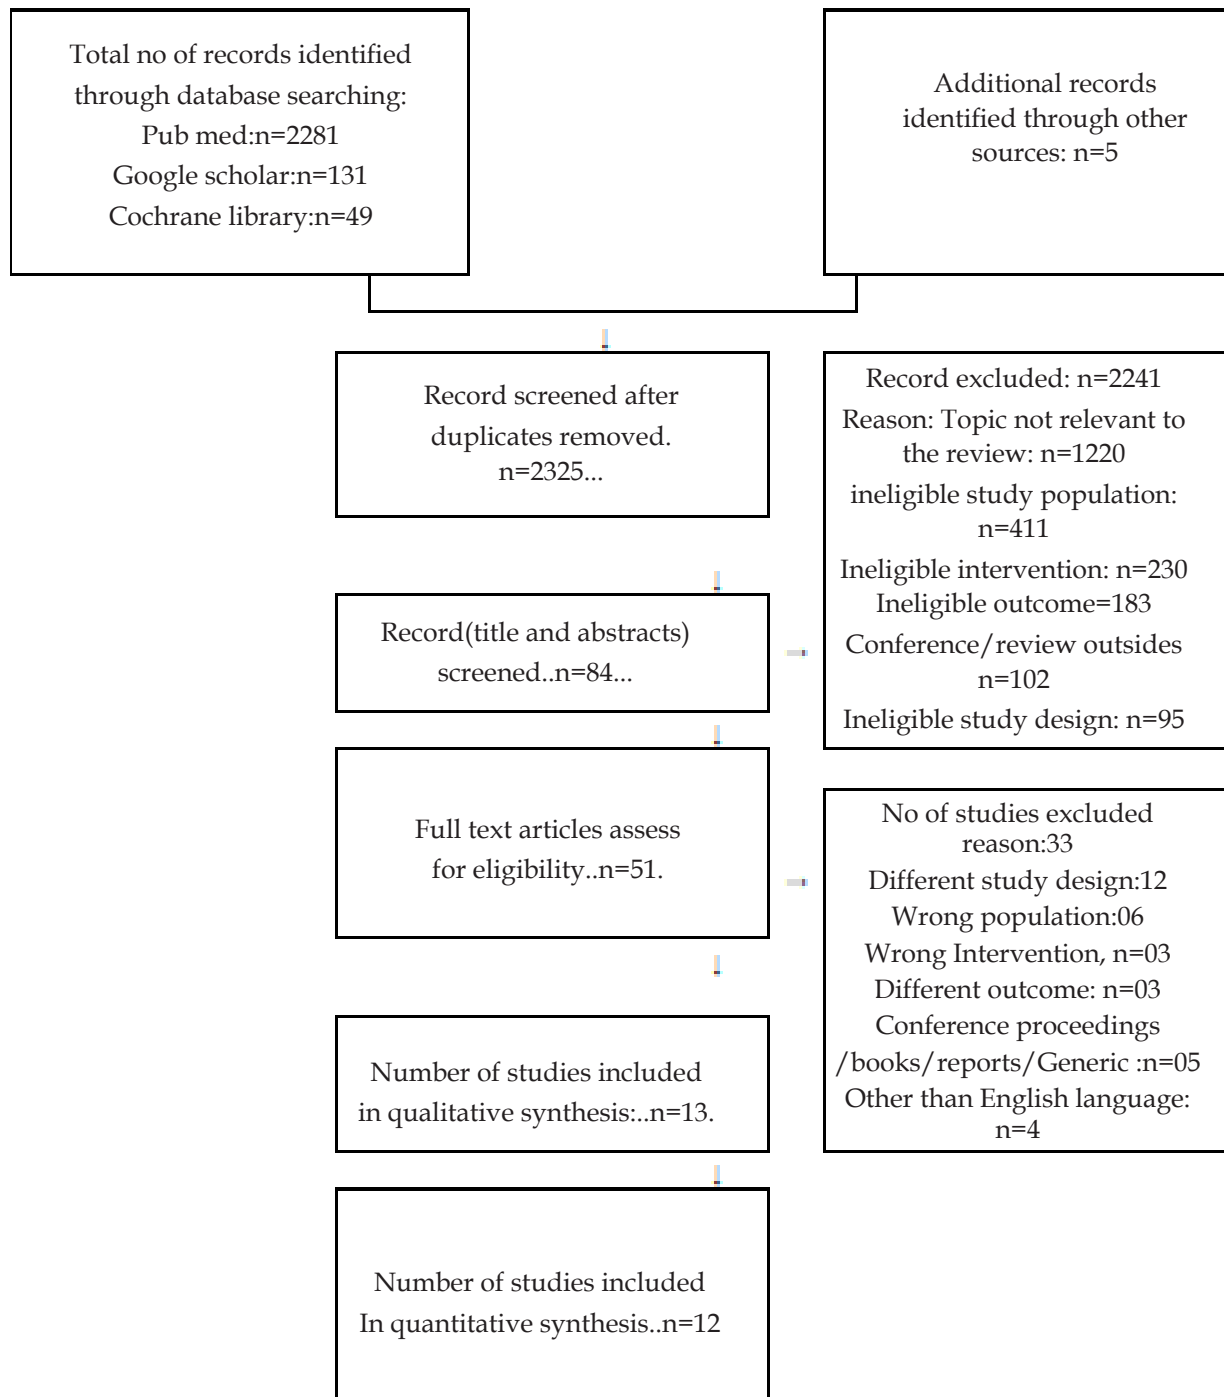 Total no of records identified
through database searching:
Pub med:n=2281
Google scholar:n=131
Cochrane library:n=49
Additional records
identified through other
sources: n=5
Record screened after
duplicates removed.
n=2325...
Record excluded: n=2241
Reason: Topic not relevant to
the review: n=1220
ineligible study population:
n=411
Ineligible intervention: n=230
Ineligible outcome=183
Conference/review outsides
n=102
Ineligible study design: n=95
Record(title and abstracts)
screened..n=84...
Full text articles assess
for eligibility..n=51.
No of studies excluded
reason:33
Different study design:12
Wrong population:06
Wrong Intervention, n=03
Different outcome: n=03
Conference proceedings
/books/reports/Generic :n=05
Other than English language:
n=4
Number of studies included
in qualitative synthesis:..n=13.
Number of studies included
In quantitative synthesis..n=12